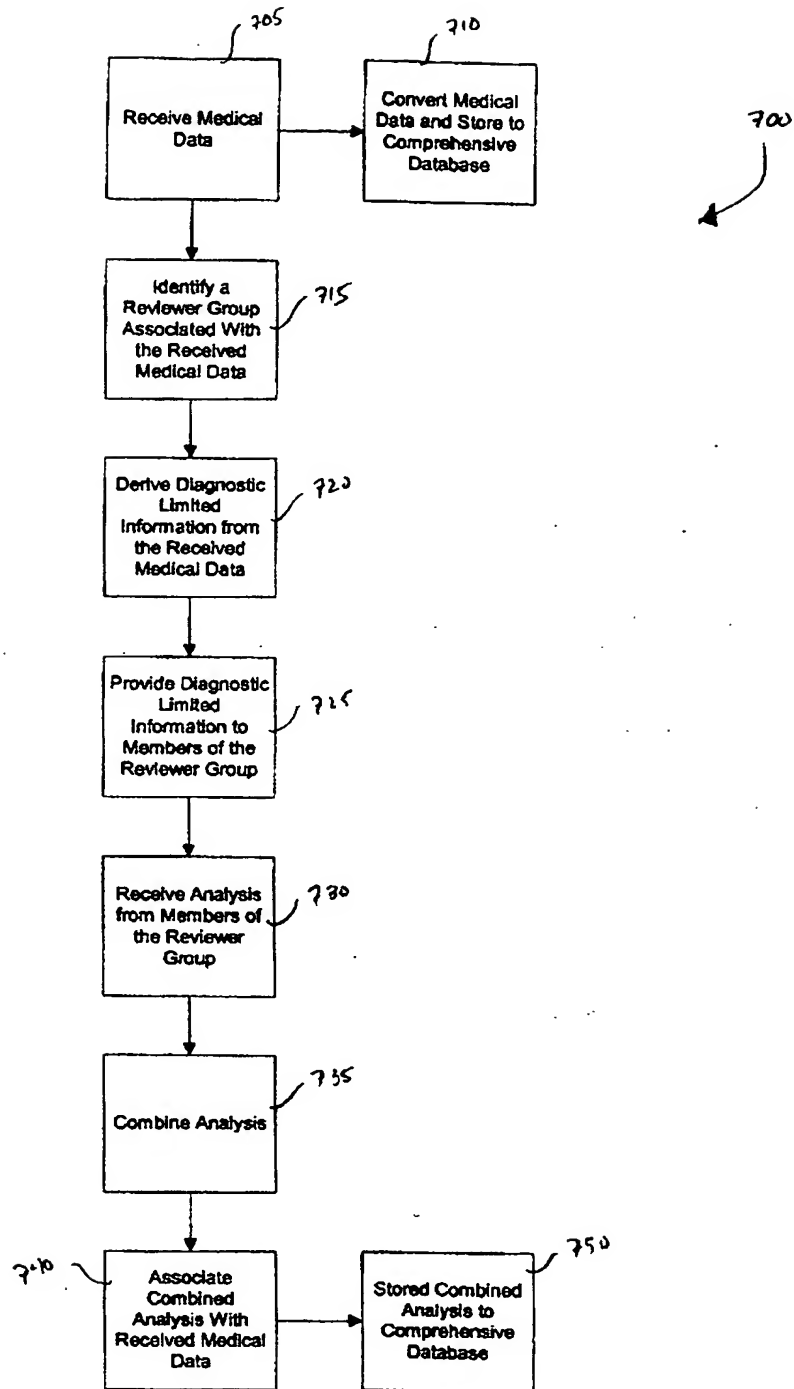 705
710
700
Receive Medical
Data
Convert Medical
Data and Store to
Comprehensive
Database
Identify a
Reviewer Group
Associated With
the Received
Medical Data
715
Derive Diagnostic
Limited
Information from
the Received
Medical Data
720
Provide Diagnostic
Limited
Information to
Members of the
Reviewer Group
725
Receive Analysis
from Members of
the Reviewer
Group
730
Combine Analysis
735
740
Associate
Combined
Analysis With
Received Medical
Data
750
Stored Combined
Analysis to
Comprehensive
Database